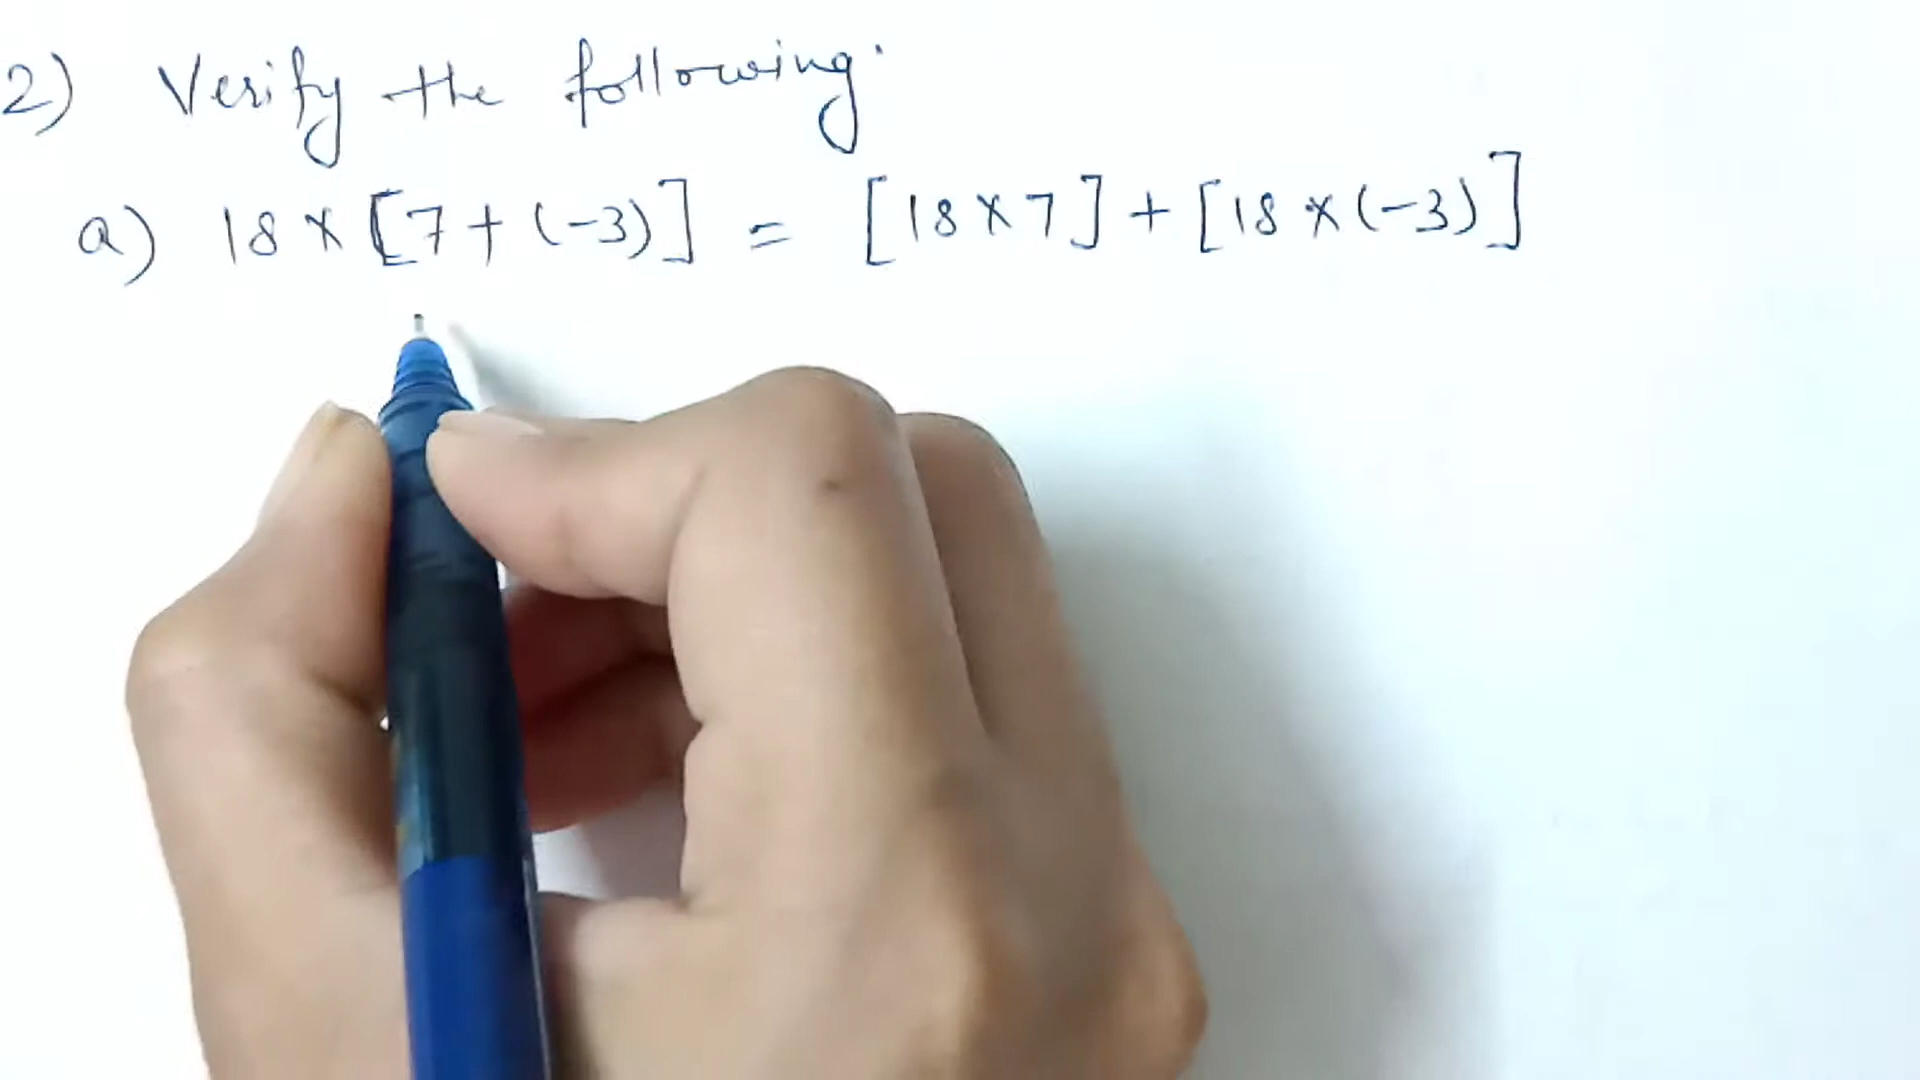 2) Verify the following.
a) 18 × [7 + (-3)] = [18 × 7] + [18 × (-3)]